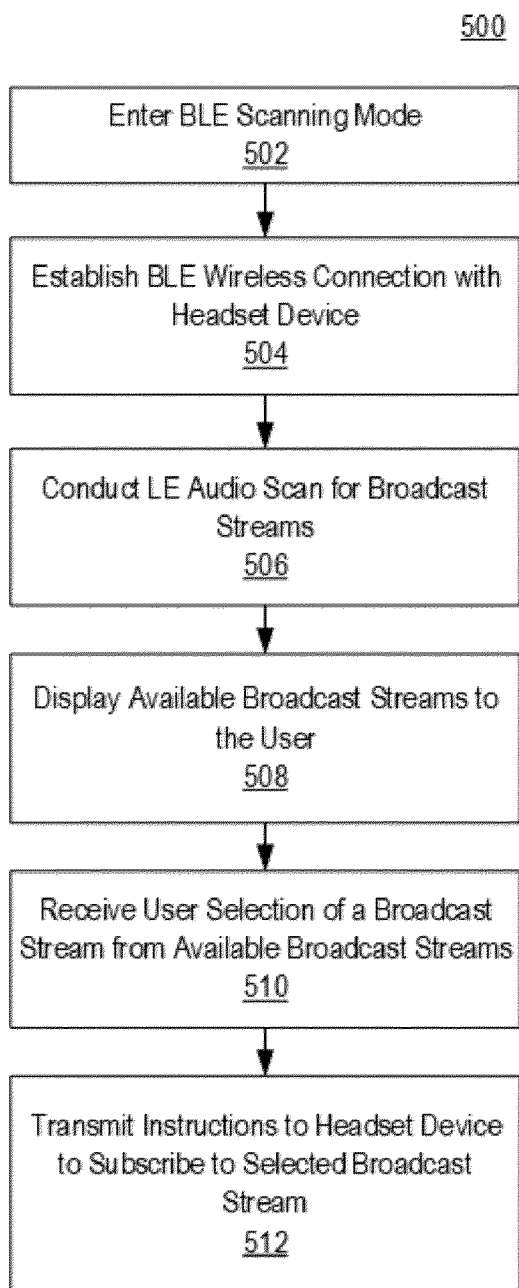 500
Enter BLE Scanning Mode
502
Establish BLE Wireless Connection with
Headset Device
504
Conduct LE Audio Scan for Broadcast
Streams
506
Display Available Broadcast Streams to
the User
508
Receive User Selection of a Broadcast
Stream from Available Broadcast Streams
510
Transmit Instructions to Headset Device
to Subscribe to Selected Broadcast
Stream
512